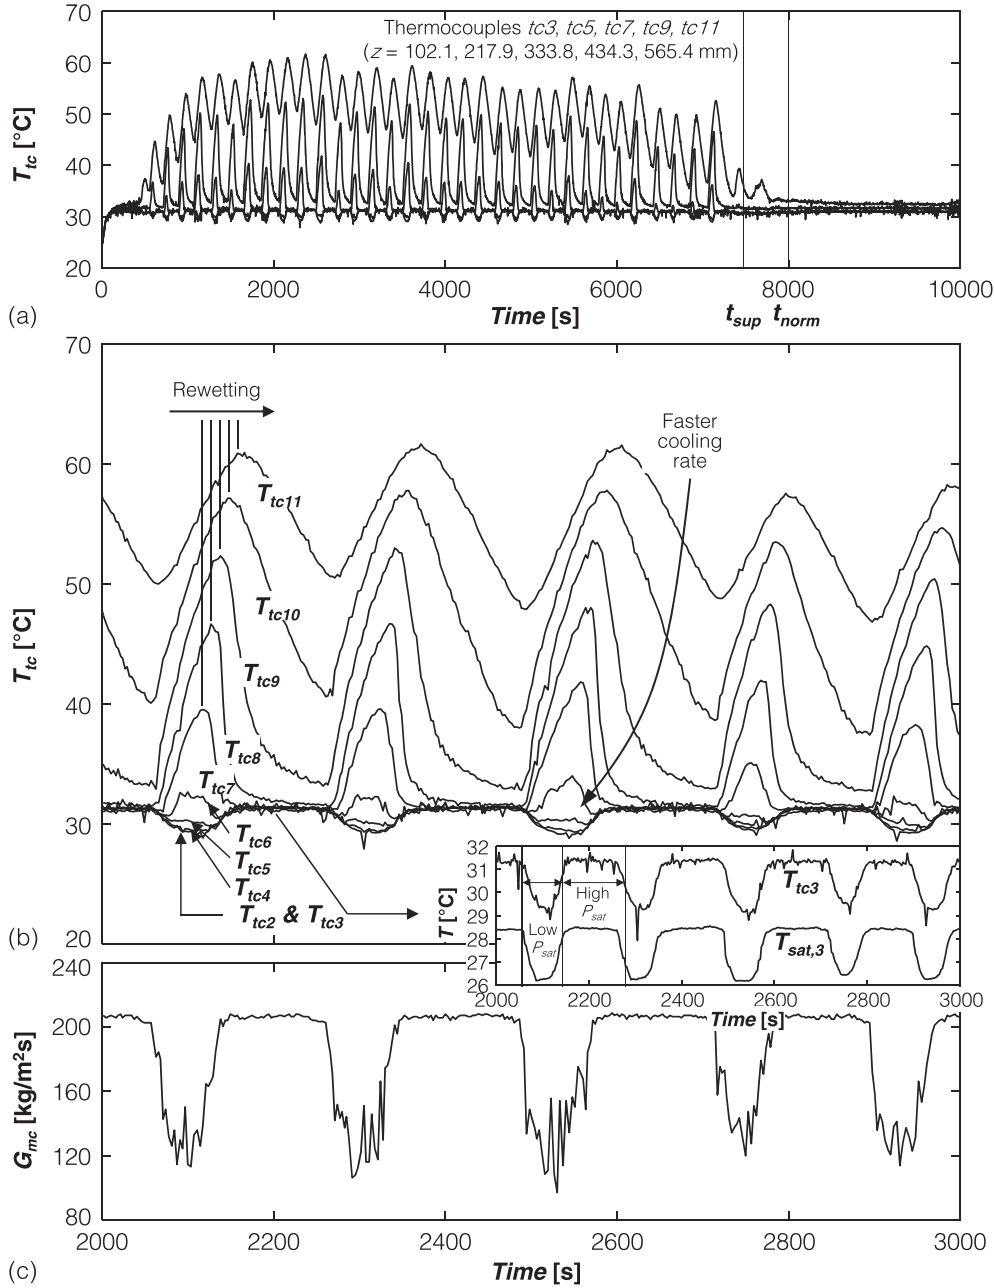 70
60
50
40
30
20
T_tc [°C]
Thermocouples tc3, tc5, tc7, tc9, tc11
(z = 102.1, 217.9, 333.8, 434.3, 565.4 mm)
0 2000 4000 6000 8000 10000
(a)
Time [s]
t_sup t_norm
70
60
50
40
30
20
T_tc [°C]
Rewetting
Faster
cooling
rate
T_tc11
T_tc10
T_tc9
T_tc8
T_tc7
T_tc6
T_tc5
T_tc4
T_tc2 & T_tc3
(b)
32
31
30
29
28
27
26
T [°C]
High
P_sat
Low
P_sat
T_tc3
T_sat,3
2000 2200 2400 2600 2800 3000
Time [s]
240
200
160
120
80
G_mc [kg/m²s]
2000 2200 2400 2600 2800 3000
(c)
Time [s]